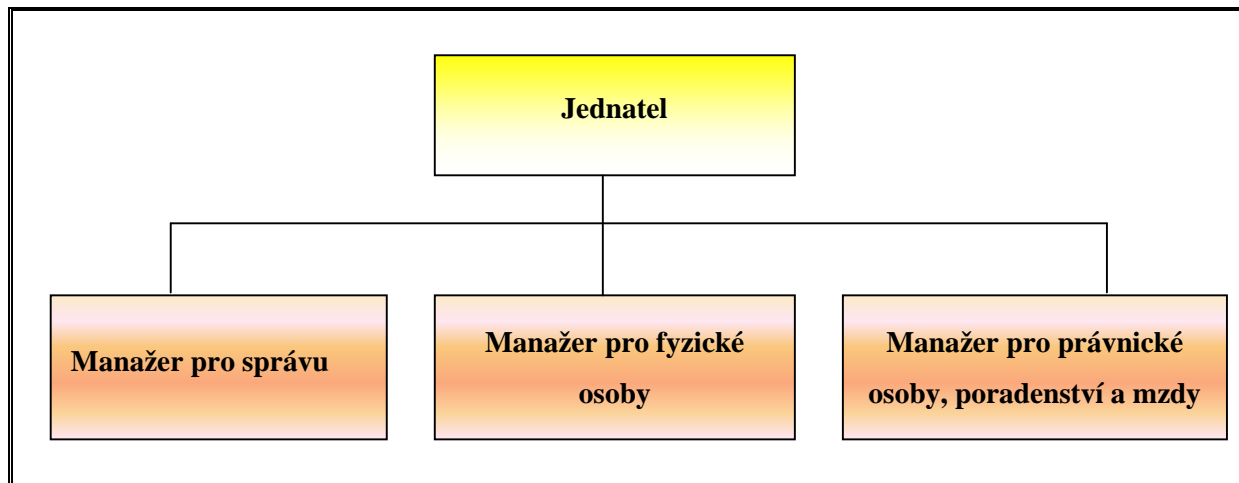 Jednatel
Manažer pro správu
Manažer pro fyzické
osoby
Manažer pro právnické
osoby, poradenství a mzdy